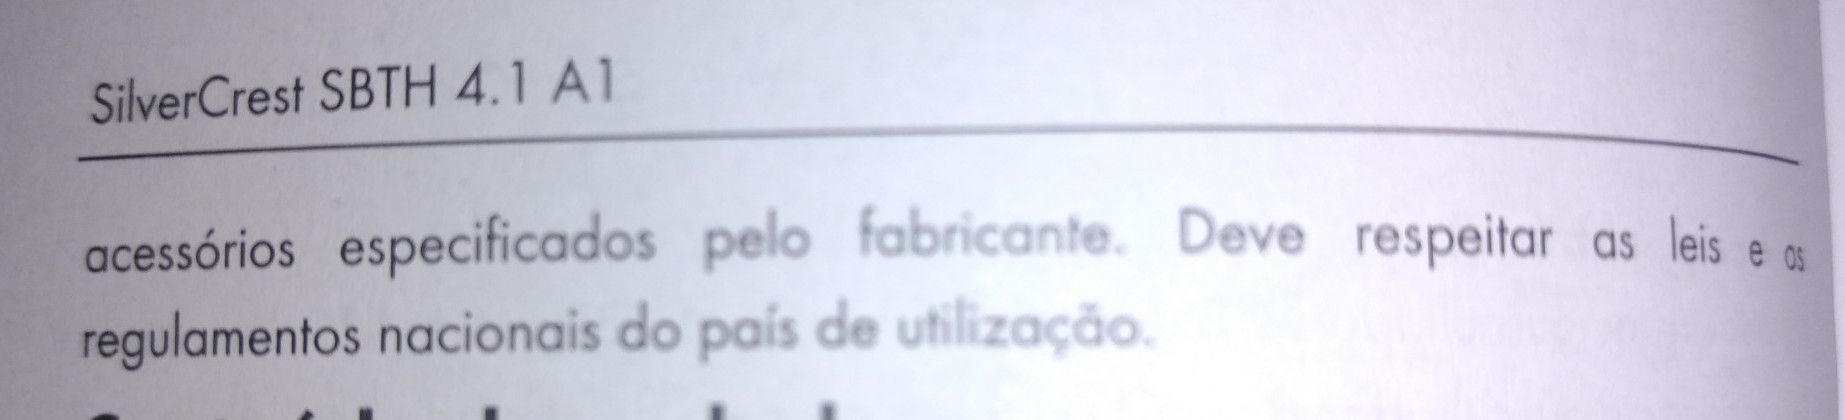 SilverCrest SBTH 4.1 A1
acessórios especificados pelo fabricante. Deve respeitar as leis e os
regulamentos nacionais do país de utilização.